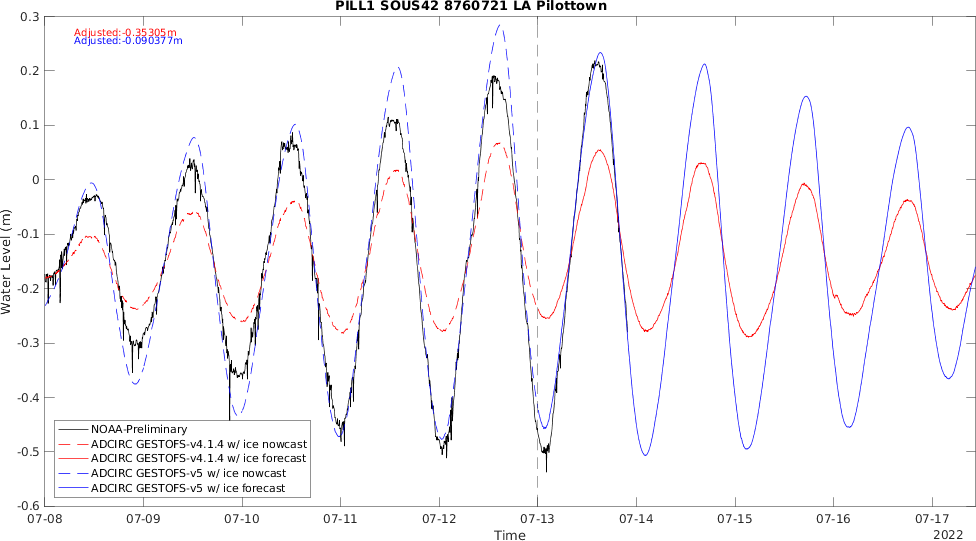 PILL1 SOUS42 8760721 LA Pilottown
0.3
Adjusted:-0.35305m
Adjusted:-0.090377m
0.2
0.1
0
-0.1
-0.2
-0.3
-0.4
-0.5
-0.6
Water Level (m)
NOAA-Preliminary
ADCIRC GESTOFS-v4.1.4 w/ ice nowcast
ADCIRC GESTOFS-v4.1.4 w/ ice forecast
ADCIRC GESTOFS-v5 w/ ice nowcast
ADCIRC GESTOFS-v5 w/ ice forecast
07-08 07-09 07-10 07-11 07-12 07-13 07-14 07-15 07-16 07-17
Time
2022